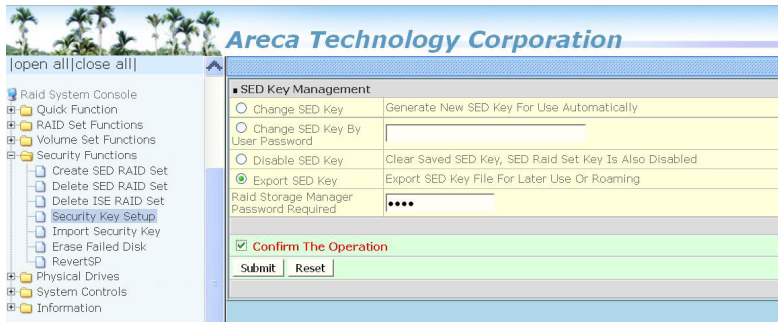 Areca Technology Corporation
|open all|close all|
Raid System Console
Quick Function
RAID Set Functions
Volume Set Functions
Security Functions
Create SED RAID Set
Delete SED RAID Set
Delete ISE RAID Set
Security Key Setup
Import Security Key
Erase Failed Disk
RevertSP
Physical Drives
System Controls
Information
SED Key Management
Change SED Key Generate New SED Key For Use Automatically
Change SED Key By
User Password
Disable SED Key Clear Saved SED Key, SED Raid Set Key Is Also Disabled
Export SED Key Export SED Key File For Later Use Or Roaming
Raid Storage Manager
Password Required ••••
Confirm The Operation
Submit Reset